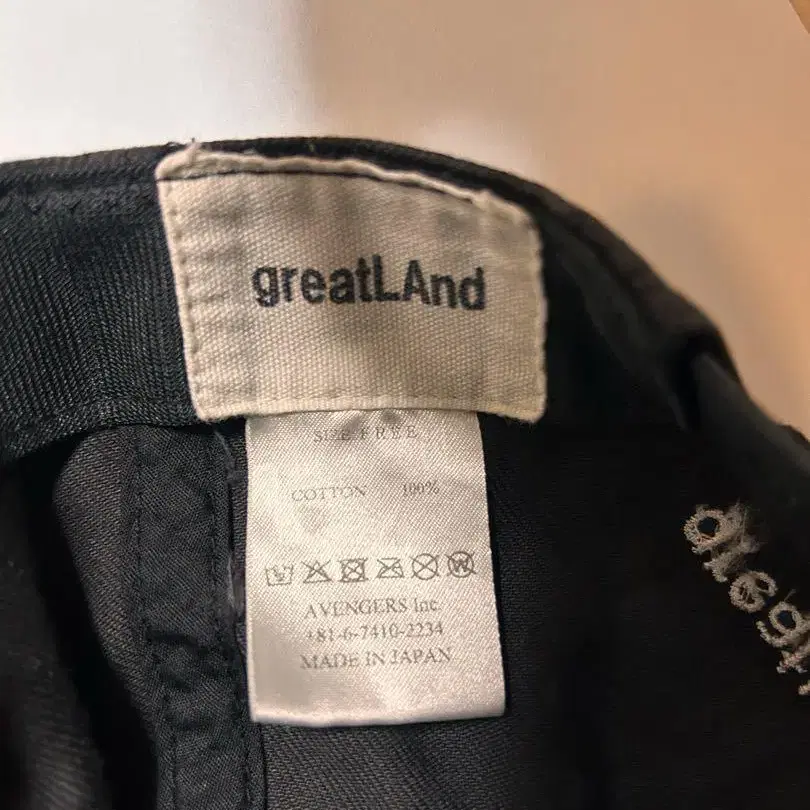 greatLAnd
SIZE FREE
COTTON 100%
AVENGERS Inc.
+81-6-7410-2234
MADE IN JAPAN